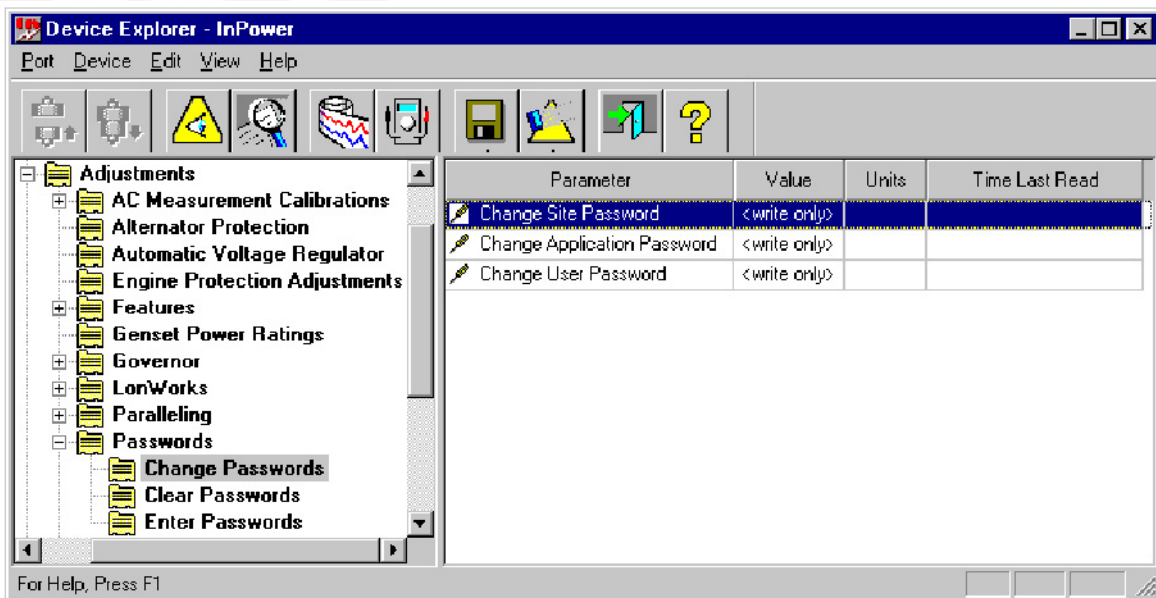 Device Explorer - InPower
Port Device Edit View Help
Adjustments
AC Measurement Calibrations
Alternator Protection
Automatic Voltage Regulator
Engine Protection Adjustments
Features
Genset Power Ratings
Governor
LonWorks
Paralleling
Passwords
Change Passwords
Clear Passwords
Enter Passwords
Parameter Value Units Time Last Read
Change Site Password <write only>
Change Application Password <write only>
Change User Password <write only>
For Help, Press F1